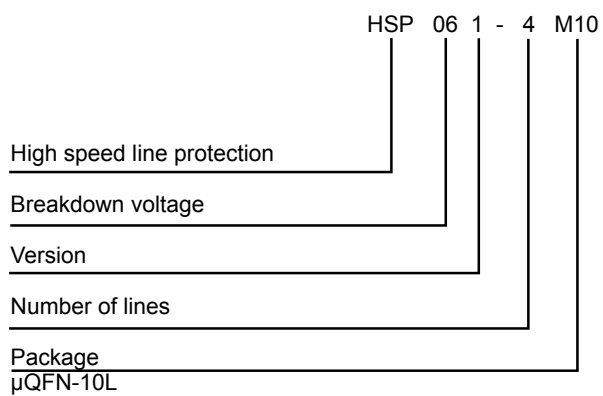 HSP 06 1 - 4 M10
High speed line protection
Breakdown voltage
Version
Number of lines
Package
µQFN-10L